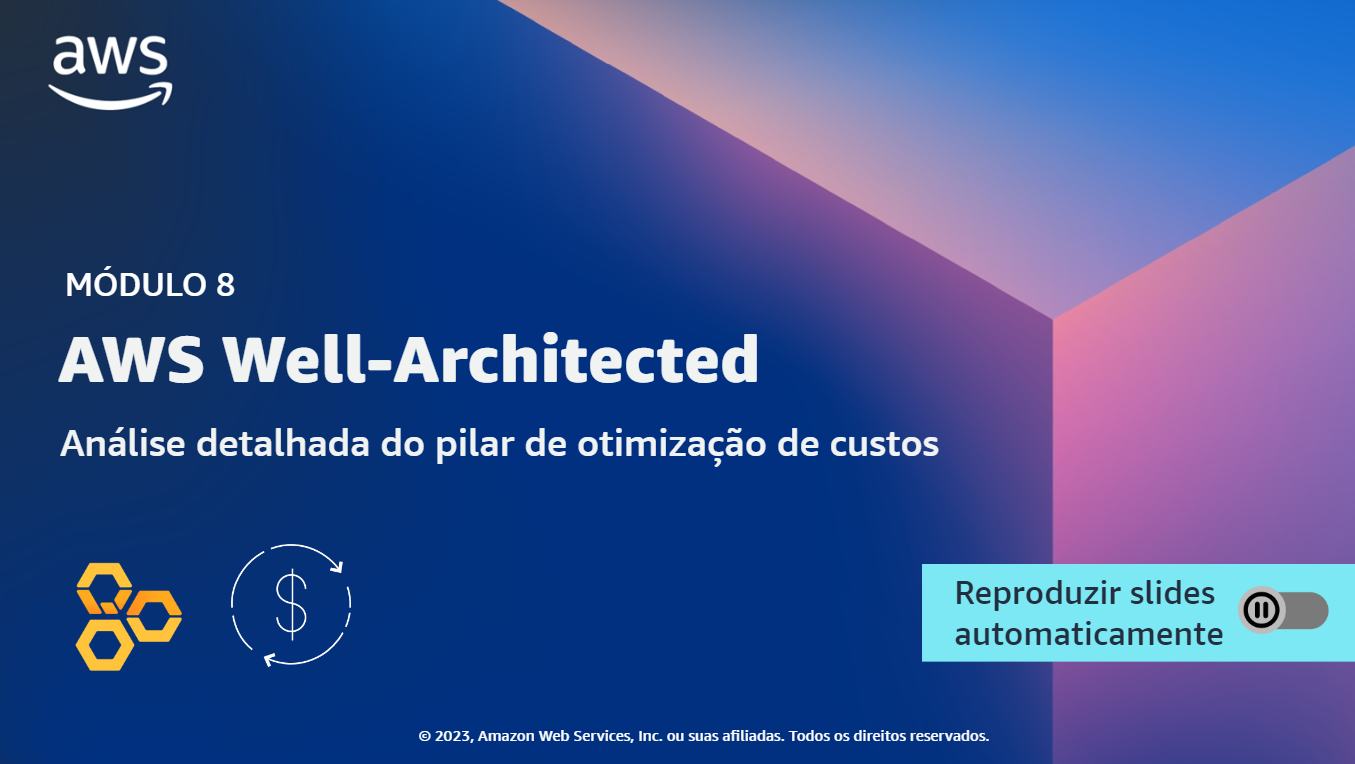 aws
MÓDULO 8
AWS Well-Architected
Análise detalhada do pilar de otimização de custos
Reproduzir slides
automaticamente
© 2023, Amazon Web Services, Inc. ou suas afiliadas. Todos os direitos reservados.